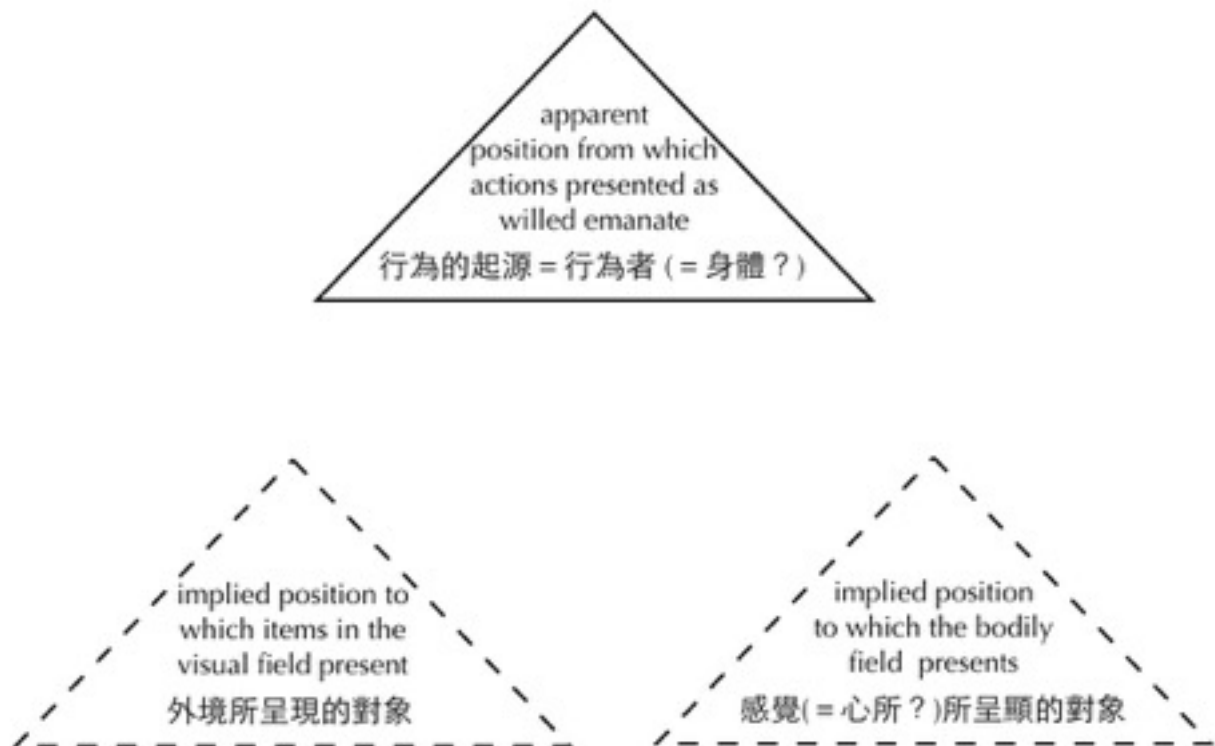 apparent
position from which
actions presented as
willed emanate
行為的起源 = 行為者 ( = 身體？)
implied position to
which items in the
visual field present
外境所呈現的對象
implied position
to which the bodily
field presents
感覺( = 心所？)所呈顯的對象